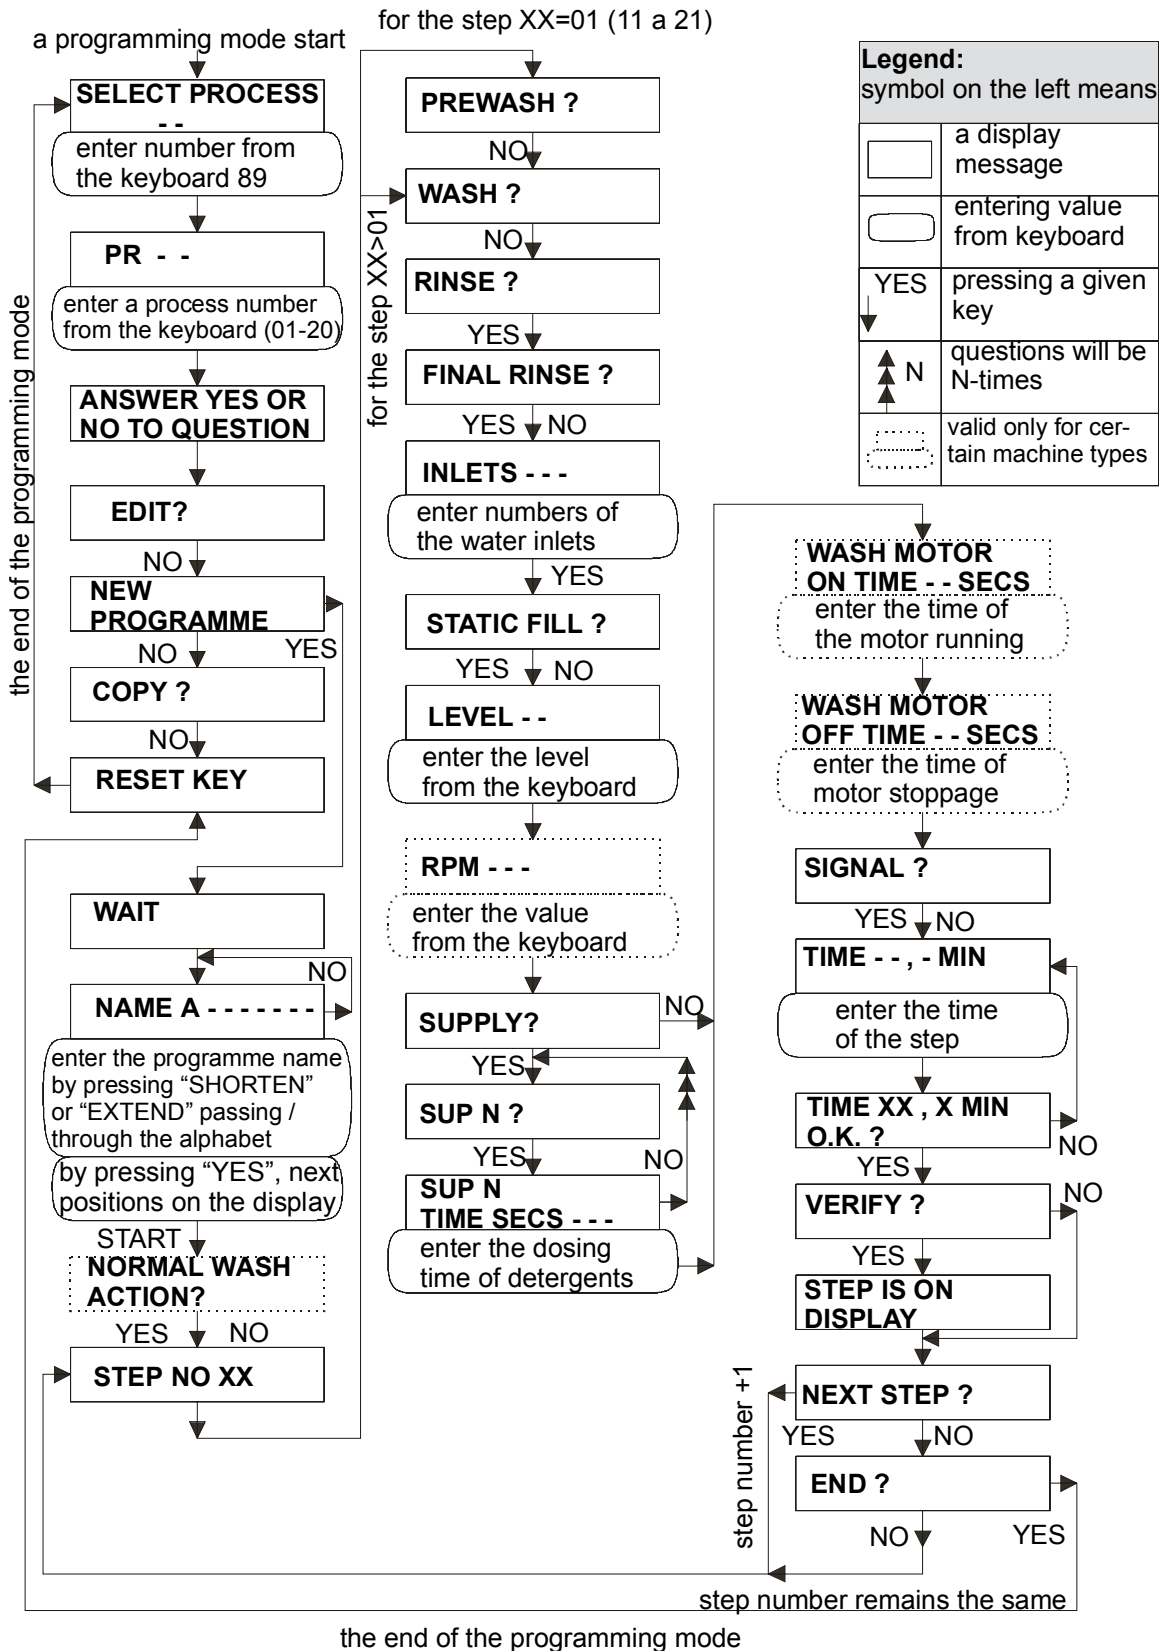 a programming mode start
SELECT PROCESS
- -
enter number from
the keyboard 89
PR - -
enter a process number
from the keyboard (01-20)
ANSWER YES OR
NO TO QUESTION
EDIT?
NO
NEW
PROGRAMME
NO
YES
COPY ?
NO
RESET KEY
the end of the programming mode
WAIT
NO
NAME A - - - - - - -
enter the programme name
by pressing “SHORTEN”
or “EXTEND” passing /
through the alphabet
by pressing “YES”, next
positions on the display
START
NORMAL WASH
ACTION?
YES NO
STEP NO XX
for the step XX=01 (11 a 21)
for the step XX>01
PREWASH ?
NO
WASH ?
NO
RINSE ?
YES
FINAL RINSE ?
YES NO
INLETS - - -
enter numbers of
the water inlets
YES
STATIC FILL ?
YES NO
LEVEL - -
enter the level
from the keyboard
RPM - - -
enter the value
from the keyboard
SUPPLY?
NO
YES
SUP N ?
YES
NO
SUP N
TIME SECS - - -
enter the dosing
time of detergents
Legend:
symbol on the left means
a display
message
entering value
from keyboard
YES
pressing a given
key
N
questions will be
N-times
valid only for cer-
tain machine types
WASH MOTOR
ON TIME - - SECS
enter the time of
the motor running
WASH MOTOR
OFF TIME - - SECS
enter the time of
motor stoppage
SIGNAL ?
YES NO
TIME - - , - MIN
enter the time
of the step
TIME XX , X MIN
O.K. ?
NO
YES
VERIFY ?
NO
YES
STEP IS ON
DISPLAY
NEXT STEP ?
step number +1
YES NO
END ?
NO YES
step number remains the same
the end of the programming mode